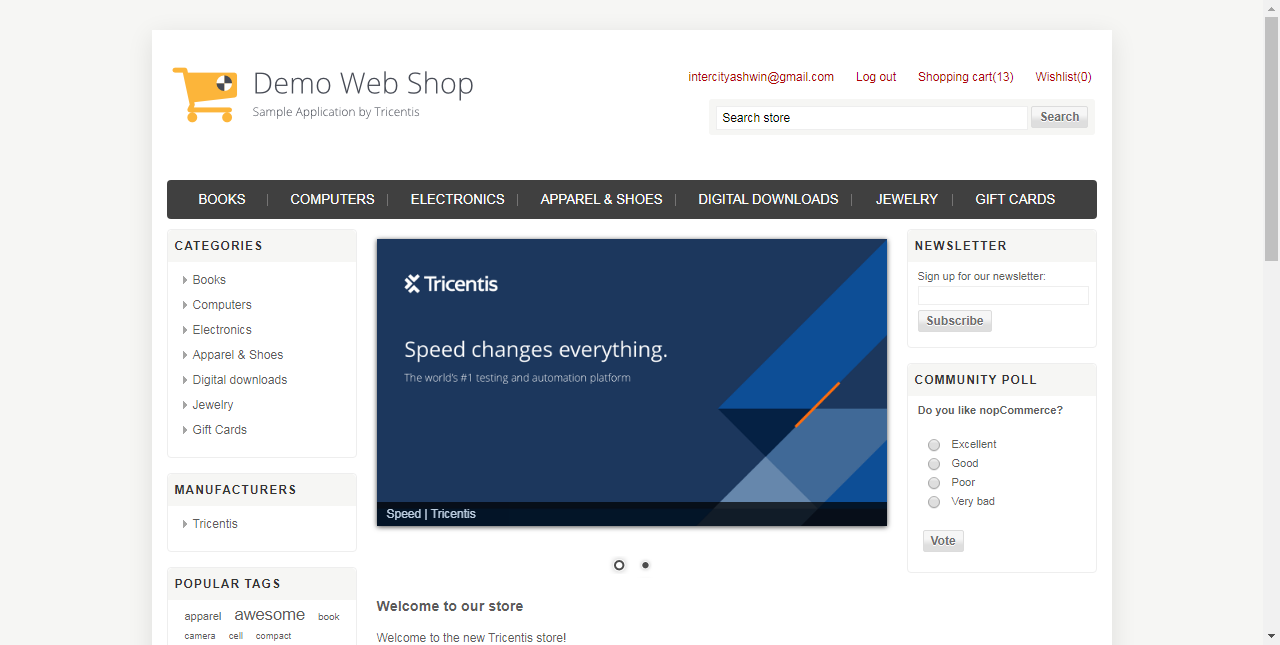 Demo Web Shop
Sample Application by Tricentis
intercityashwin@gmail.com Log out Shopping cart(13) Wishlist(0)
Search store Search
BOOKS COMPUTERS ELECTRONICS APPAREL & SHOES DIGITAL DOWNLOADS JEWELRY GIFT CARDS
CATEGORIES
Books
Computers
Electronics
Apparel & Shoes
Digital downloads
Jewelry
Gift Cards
MANUFACTURERS
Tricentis
POPULAR TAGS
apparel awesome book
camera cell compact
Tricentis
Speed changes everything.
The world's #1 testing and automation platform
Speed | Tricentis
Welcome to our store
Welcome to the new Tricentis store!
NEWSLETTER
Sign up for our newsletter:
Subscribe
COMMUNITY POLL
Do you like nopCommerce?
Excellent
Good
Poor
Very bad
Vote